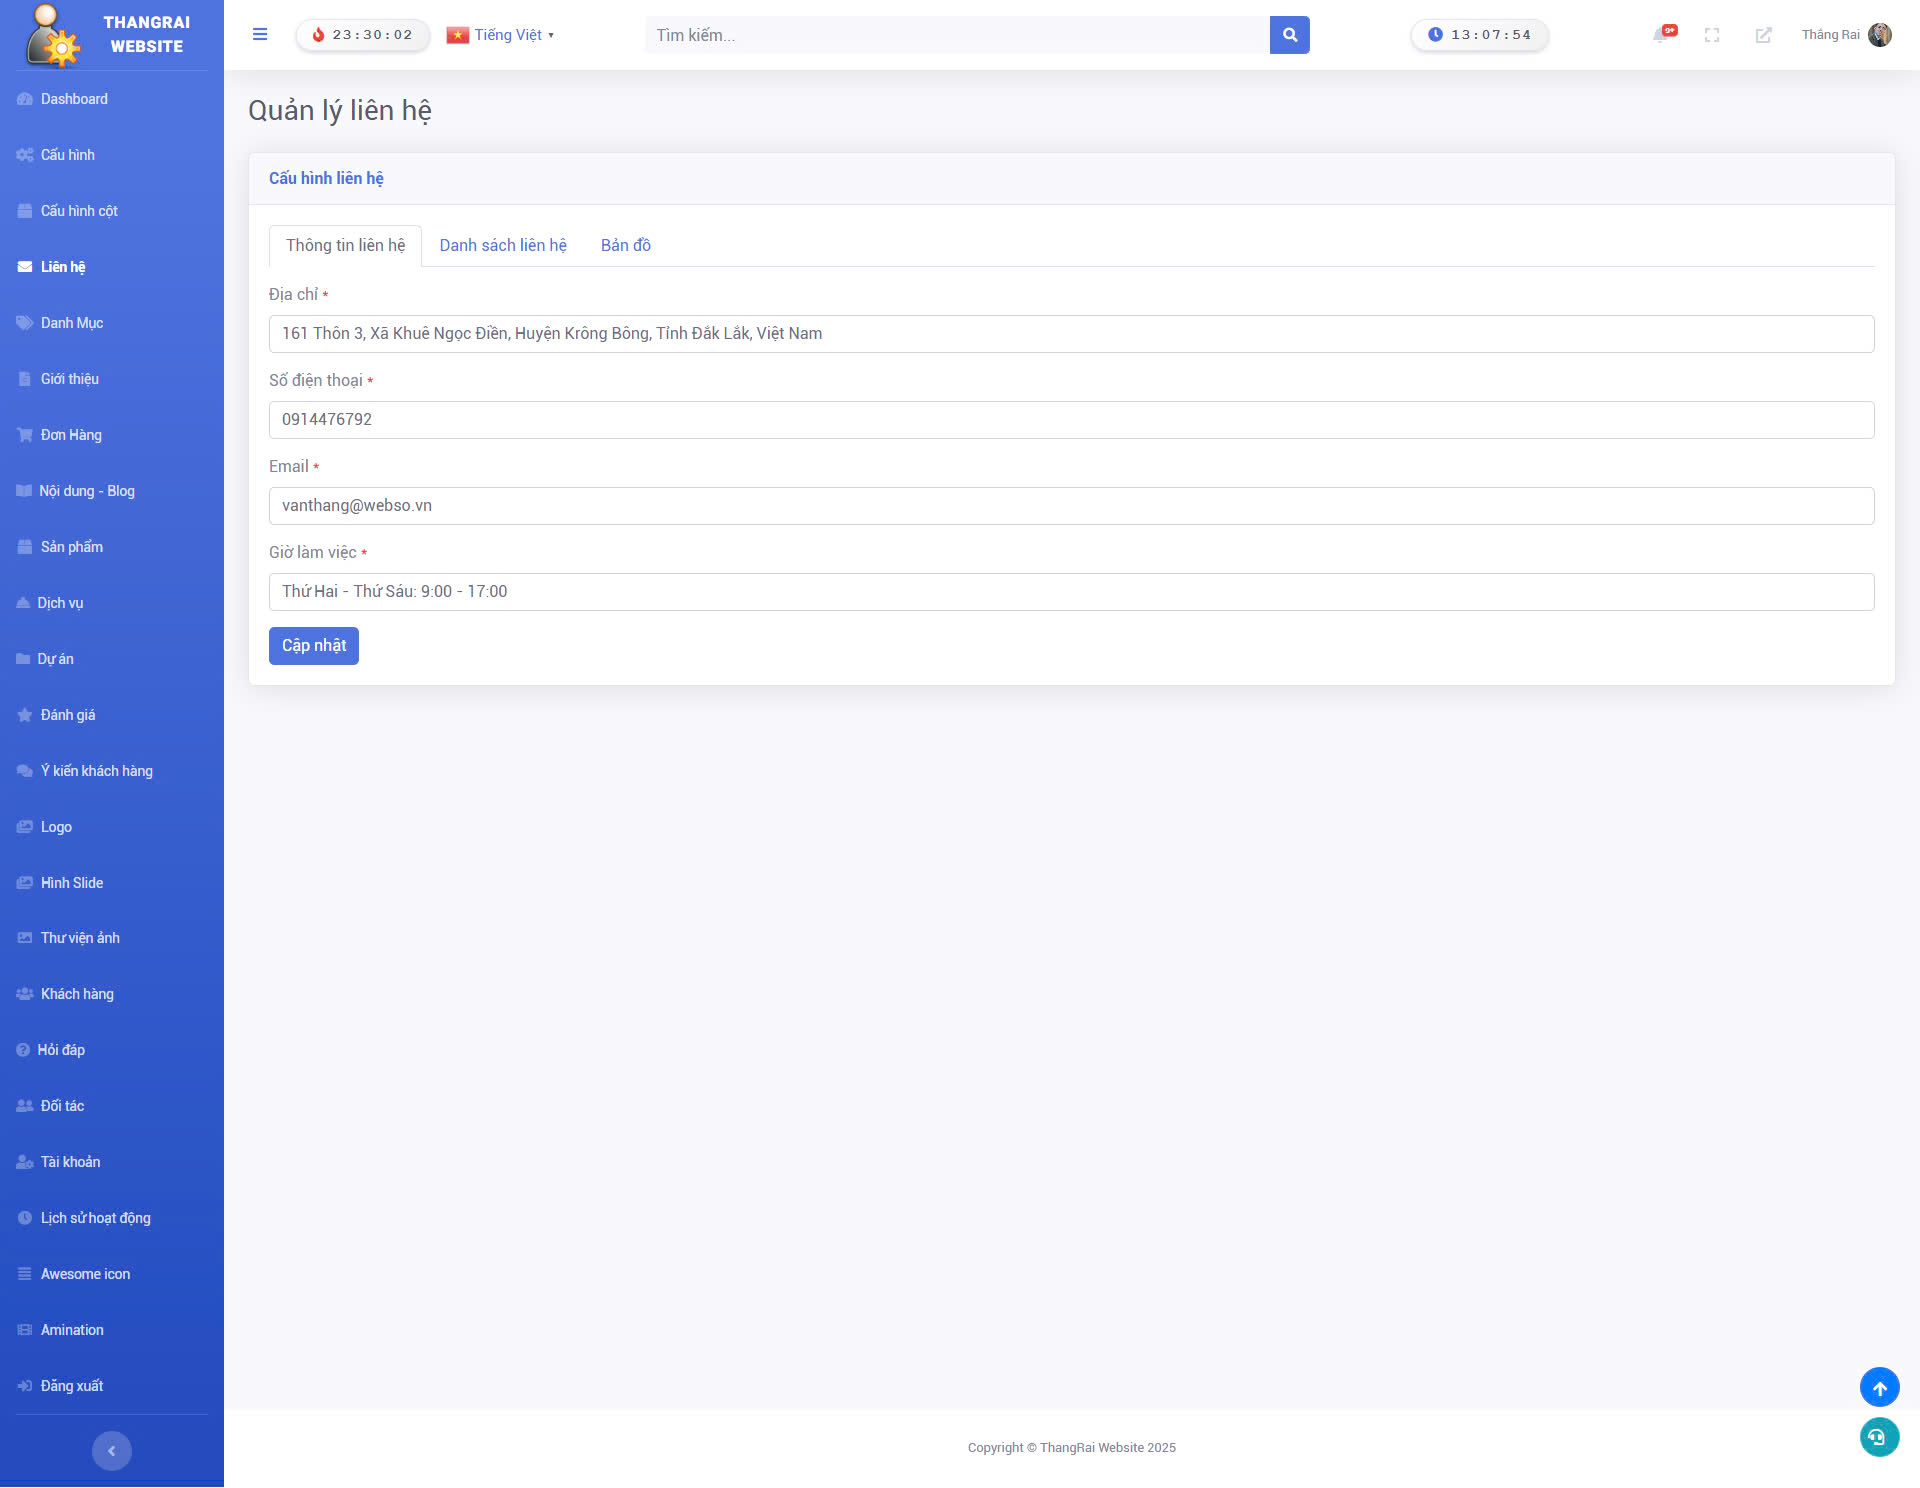 THANGRAI
WEBSITE
23:30:02
Tiếng Việt
Tìm kiếm...
13:07:54
9+
Thắng Rai
Dashboard
Cấu hình
Cấu hình cột
Liên hệ
Danh Mục
Giới thiệu
Đơn Hàng
Nội dung - Blog
Sản phẩm
Dịch vụ
Dự án
Đánh giá
Ý kiến khách hàng
Logo
Hình Slide
Thư viện ảnh
Khách hàng
Hỏi đáp
Đối tác
Tài khoản
Lịch sử hoạt động
Awesome icon
Amination
Đăng xuất
Quản lý liên hệ
Cấu hình liên hệ
Thông tin liên hệ
Danh sách liên hệ
Bản đồ
Địa chỉ *
161 Thôn 3, Xã Khuê Ngọc Điền, Huyện Krông Bông, Tỉnh Đắk Lắk, Việt Nam
Số điện thoại *
0914476792
Email *
vanthang@webso.vn
Giờ làm việc *
Thứ Hai - Thứ Sáu: 9:00 - 17:00
Cập nhật
Copyright © ThangRai Website 2025